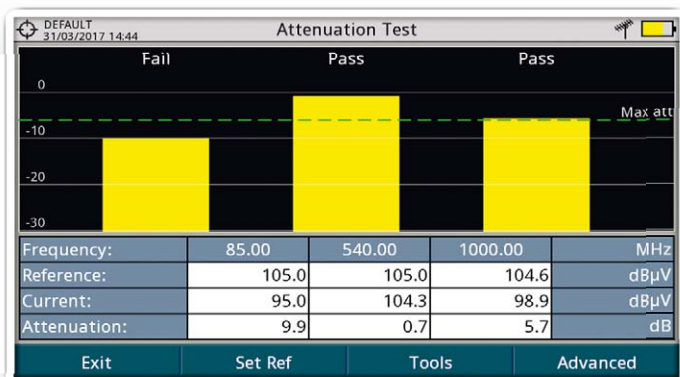 DEFAULT
31/03/2017 14:44
Attenuation Test
Fail Pass Pass
0
Max att
-10
-20
-30
Frequency: 85.00 540.00 1000.00 MHz
Reference: 105.0 105.0 104.6 dBµV
Current: 95.0 104.3 98.9 dBµV
Attenuation: 9.9 0.7 5.7 dB
Exit Set Ref Tools Advanced